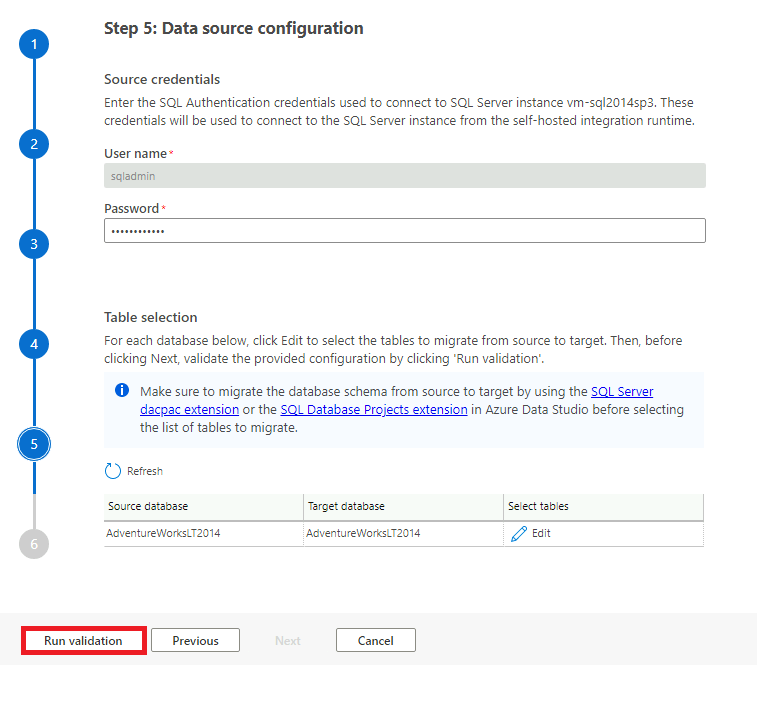 Step 5: Data source configuration
1
Source credentials
Enter the SQL Authentication credentials used to connect to SQL Server instance vm-sql2014sp3. These
credentials will be used to connect to the SQL Server instance from the self-hosted integration runtime.
2
User name*
sqladmin
Password*
••••••••••••
3
Table selection
For each database below, click Edit to select the tables to migrate from source to target. Then, before
clicking Next, validate the provided configuration by clicking 'Run validation'.
4
Make sure to migrate the database schema from source to target by using the SQL Server
dacpac extension or the SQL Database Projects extension in Azure Data Studio before selecting
the list of tables to migrate.
5
Refresh
Source database Target database Select tables
AdventureWorksLT2014 AdventureWorksLT2014 Edit
6
Run validation Previous Next Cancel